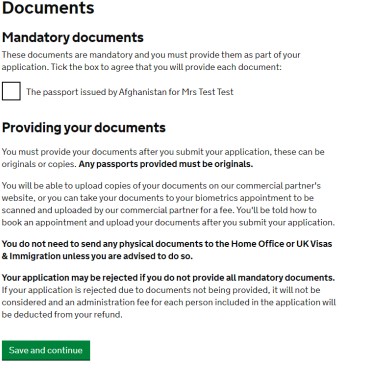 Documents
Mandatory documents
These documents are mandatory and you must provide them as part of your
application. Tick the box to agree that you will provide each document:
The passport issued by Afghanistan for Mrs Test Test
Providing your documents
You must provide your documents after you submit your application, these can be
originals or copies. Any passports provided must be originals.
You will be able to upload copies of your documents on our commercial partner's
website, or you can take your documents to your biometrics appointment to be
scanned and uploaded by our commercial partner for a fee. You'll be told how to
book an appointment and upload your documents after you submit your application.
You do not need to send any physical documents to the Home Office or UK Visas
& Immigration unless you are advised to do so.
Your application may be rejected if you do not provide all mandatory documents.
If your application is rejected due to documents not being provided, it will not be
considered and an administration fee for each person included in the application will
be deducted from your refund.
Save and continue